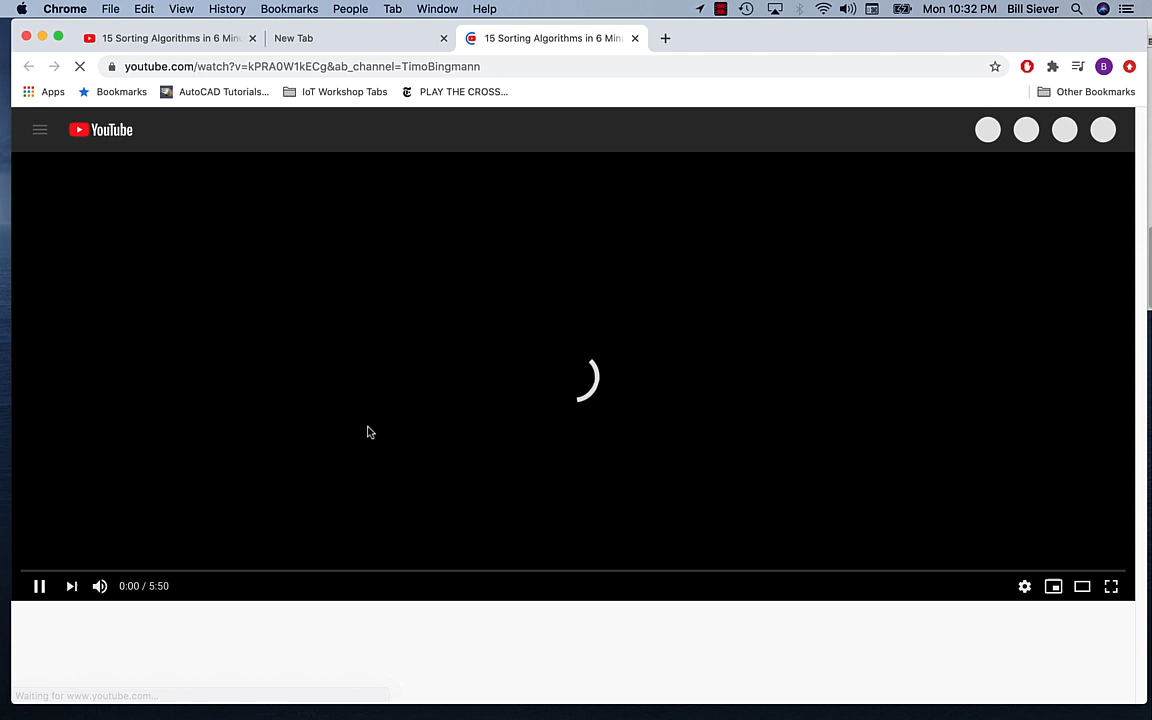 Chrome File Edit View History Bookmarks People Tab Window Help Mon 10:32 PM Bill Siever
15 Sorting Algorithms in 6 Min New Tab 15 Sorting Algorithms in 6 Min
youtube.com/watch?v=kPRA0W1kECg&ab_channel=TimoBingmann B
Apps Bookmarks AutoCAD Tutorials... IoT Workshop Tabs PLAY THE CROSS... Other Bookmarks
YouTube
0:00 / 5:50
Waiting for www.youtube.com...